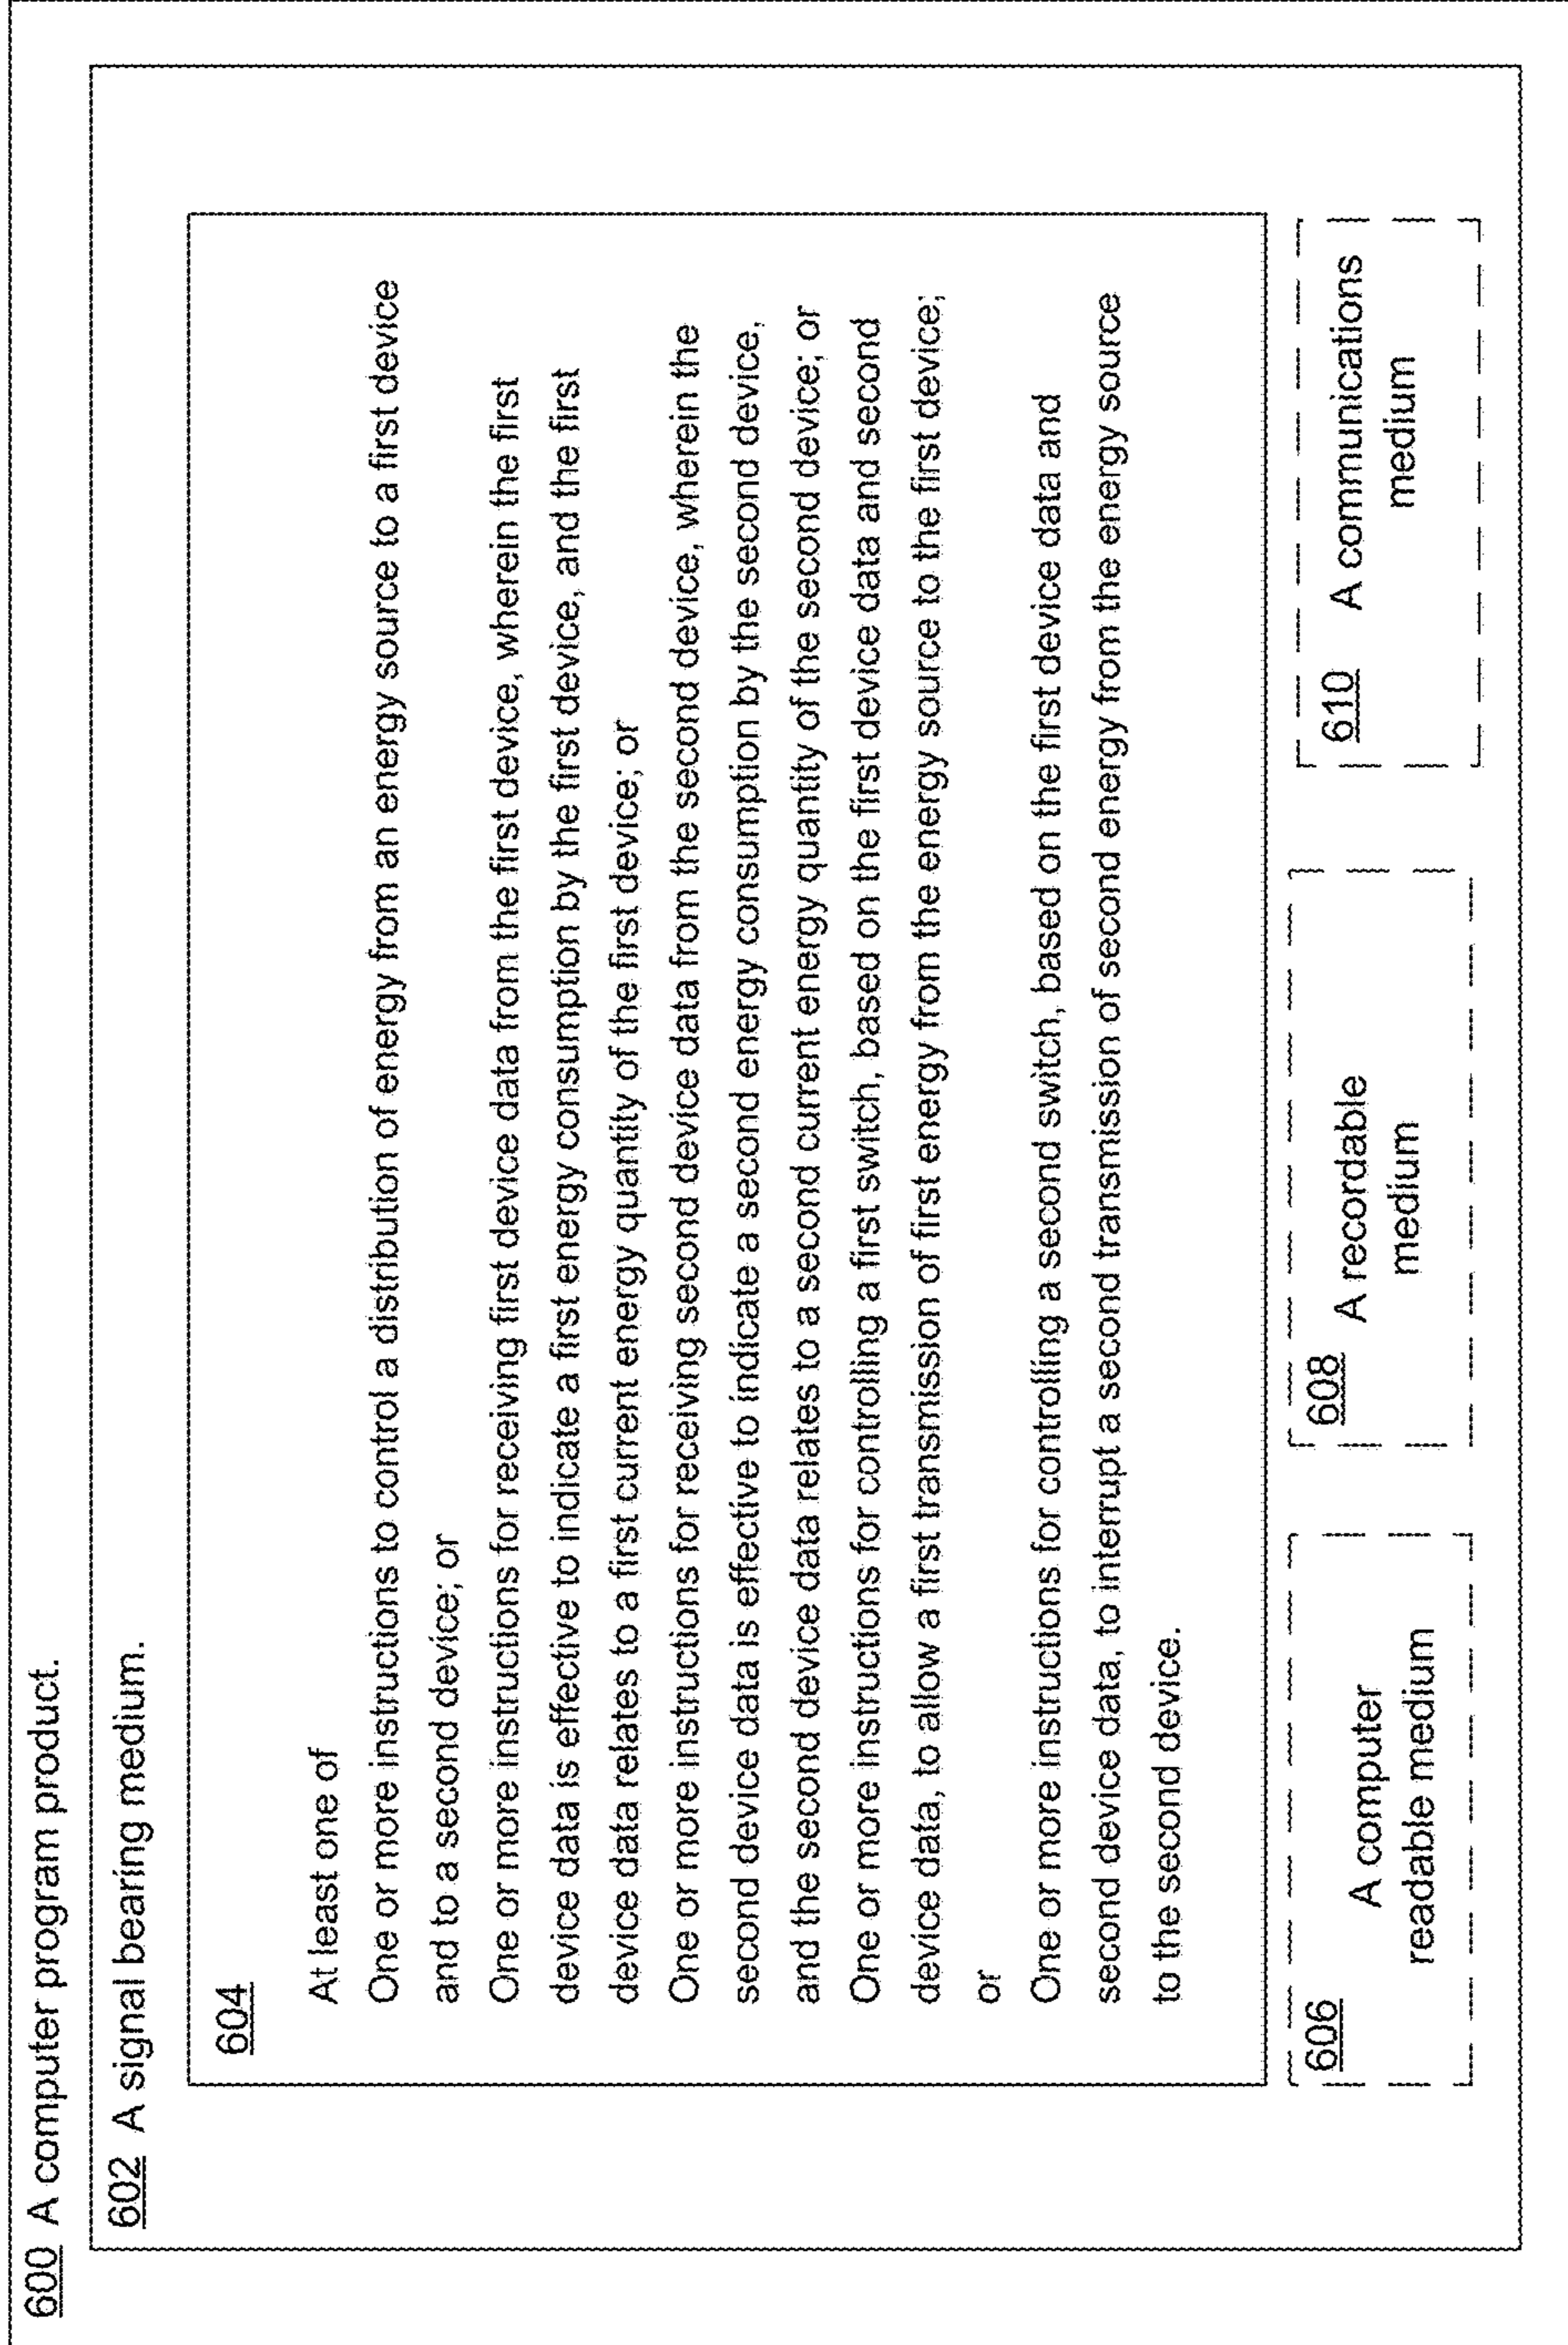 600 A computer program product.
602 A signal bearing medium.
604
At least one of
One or more instructions to control a distribution of energy from an energy source to a first device
and to a second device; or
One or more instructions for receiving first device data from the first device, wherein the first
device data is effective to indicate a first energy consumption by the first device, and the first
device data relates to a first current energy quantity of the first device; or
One or more instructions for receiving second device data from the second device, wherein the
second device data is effective to indicate a second energy consumption by the second device,
and the second device data relates to a second current energy quantity of the second device; or
One or more instructions for controlling a first switch, based on the first device data and second
device data, to allow a first transmission of first energy from the energy source to the first device;
or
One or more instructions for controlling a second switch, based on the first device data and
second device data, to interrupt a second transmission of second energy from the energy source
to the second device.
606 A computer
readable medium
608 A recordable
medium
610 A communications
medium